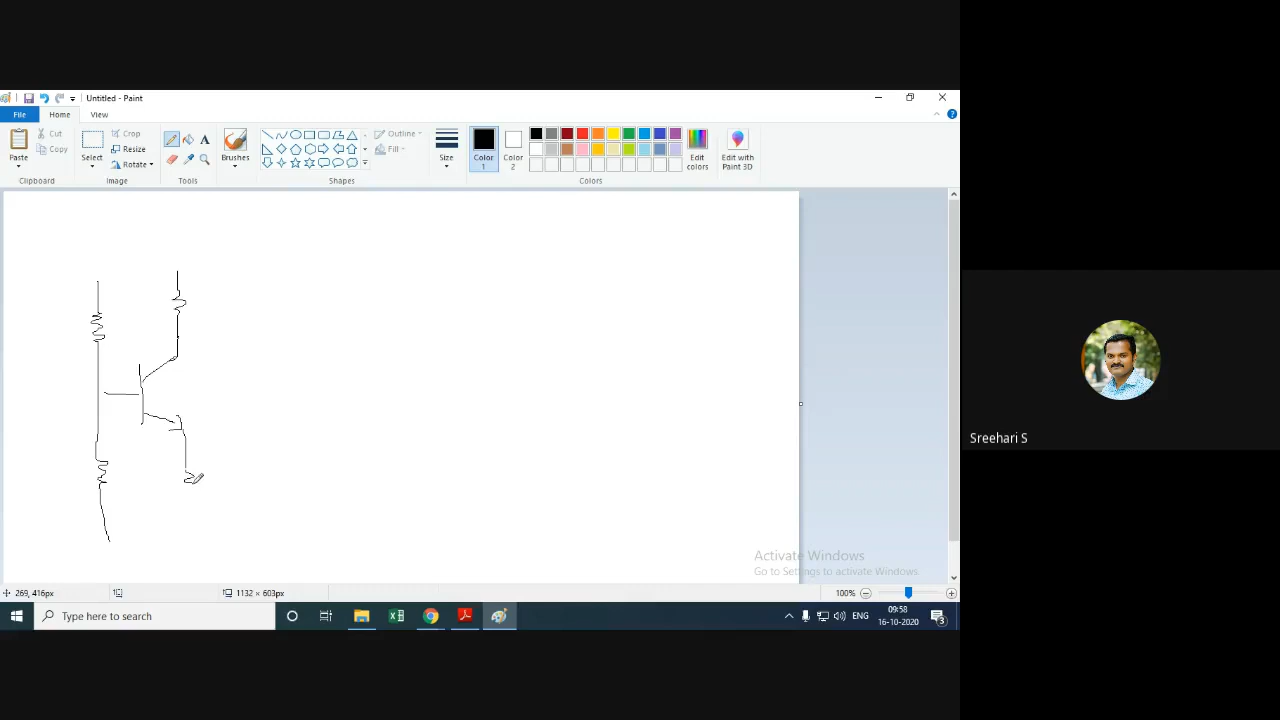 Untitled - Paint
File Home View
Paste
Cut
Copy
Clipboard
Select
Crop
Resize
Rotate
Image
Tools
Brushes
Outline
Fill
Shapes
Size
Color 1
Color 2
Edit colors
Colors
Edit with Paint 3D
Sreehari S
Activate Windows
Go to Settings to activate Windows.
269, 416px
1132 × 603px
100%
Type here to search
ENG
09:58
16-10-2020
3